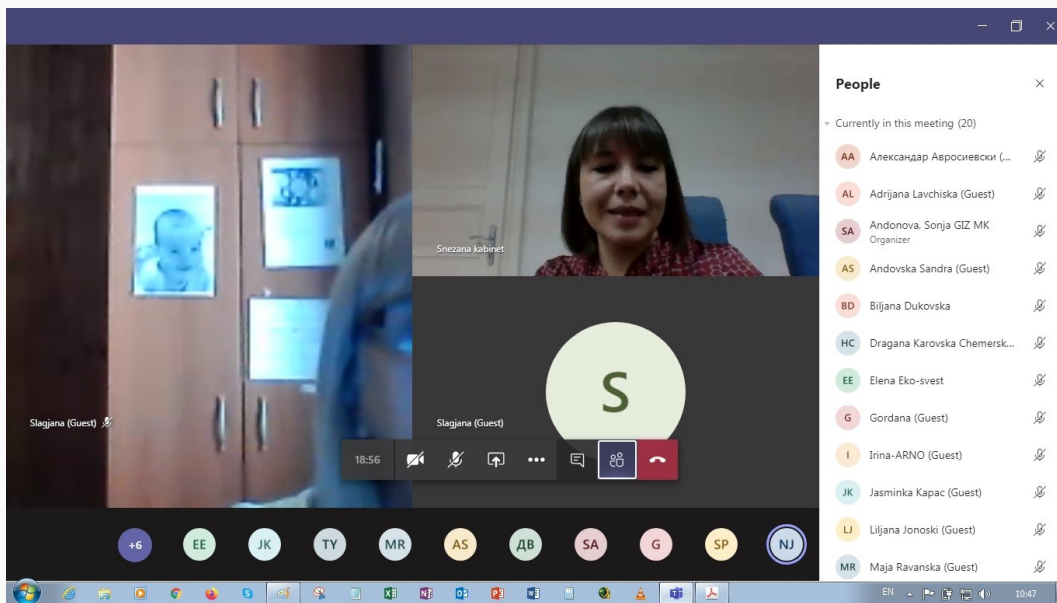 People
Currently in this meeting (20)
AA Александар Авросиевски (...
AL Adrijana Lavchiska (Guest)
SA Andonova, Sonja GIZ MK
Organizer
AS Andovska Sandra (Guest)
BD Biljana Dukovska
HC Dragana Karovska Chemersk...
EE Elena Eko-svest
G Gordana (Guest)
I Irina-ARNO (Guest)
JK Jasminka Kapac (Guest)
LJ Liljana Jonoski (Guest)
MR Maja Ravanska (Guest)
Snezana kabinet
S
Slagjana (Guest)
Slagjana (Guest)
18:56
+6 EE JK TY MR AS ДВ SA G SP NJ
EN 10:47